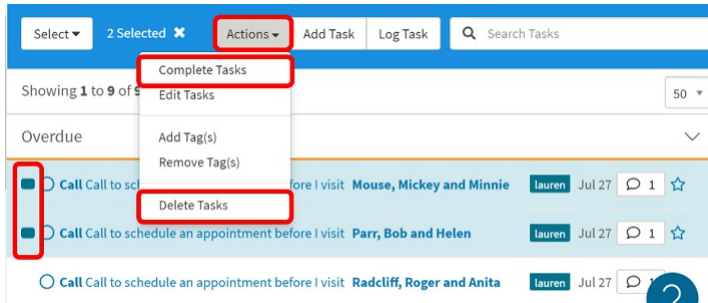 Select 2 Selected ✖ Actions Add Task Log Task Search Tasks
Complete Tasks
Showing 1 to 9 of 9 Edit Tasks 50
Overdue Add Tag(s)
Remove Tag(s)
Call Call to sch fore I visit Mouse, Mickey and Minnie lauren Jul 27 1
Delete Tasks
Call Call to schedule an appointment before I visit Parr, Bob and Helen lauren Jul 27 1
Call Call to schedule an appointment before I visit Radcliff, Roger and Anita lauren Jul 27
2